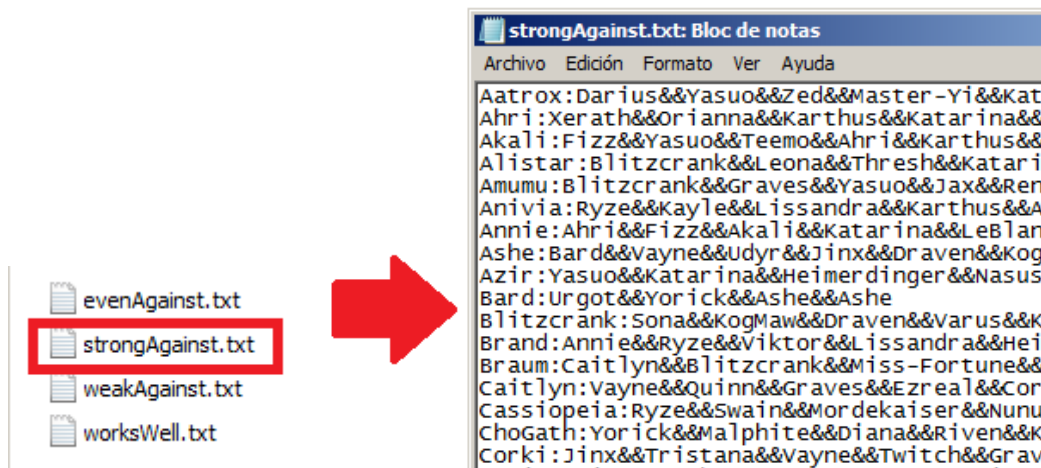 evenAgainst.txt
strongAgainst.txt
weakAgainst.txt
worksWell.txt
strongAgainst.txt: Bloc de notas
Archivo Edición Formato Ver Ayuda
Aatrox:Darius&&Yasuo&&Zed&&Master-Yi&&Kat
Ahri:Xerath&&Orianna&&Karthus&&Katarina&&
Akali:Fizz&&Yasuo&&Teemo&&Ahri&&Karthus&&
Alistar:Blitzcrank&&Leona&&Thresh&&Katari
Amumu:Blitzcrank&&Graves&&Yasuo&&Jax&&Ren
Anivia:Ryze&&Kayle&&Lissandra&&Karthus&&A
Annie:Ahri&&Fizz&&Akali&&Katarina&&LeBlan
Ashe:Bard&&Vayne&&Udyr&&Jinx&&Draven&&Kog
Azir:Yasuo&&Katarina&&Heimerdinger&&Nasus
Bard:Urgot&&Yorick&&Ashe&&Ashe
Blitzcrank:Sona&&KogMaw&&Draven&&Varus&&K
Brand:Annie&&Ryze&&Viktor&&Lissandra&&Hei
Braum:Caitlyn&&Blitzcrank&&Miss-Fortune&&
Caitlyn:Vayne&&Quinn&&Graves&&Ezreal&&Cor
Cassiopeia:Ryze&&Swain&&Mordekaiser&&Nunu
ChoGath:Yorick&&Malphite&&Diana&&Riven&&K
Corki:Jinx&&Tristana&&Vayne&&Twitch&&Grav